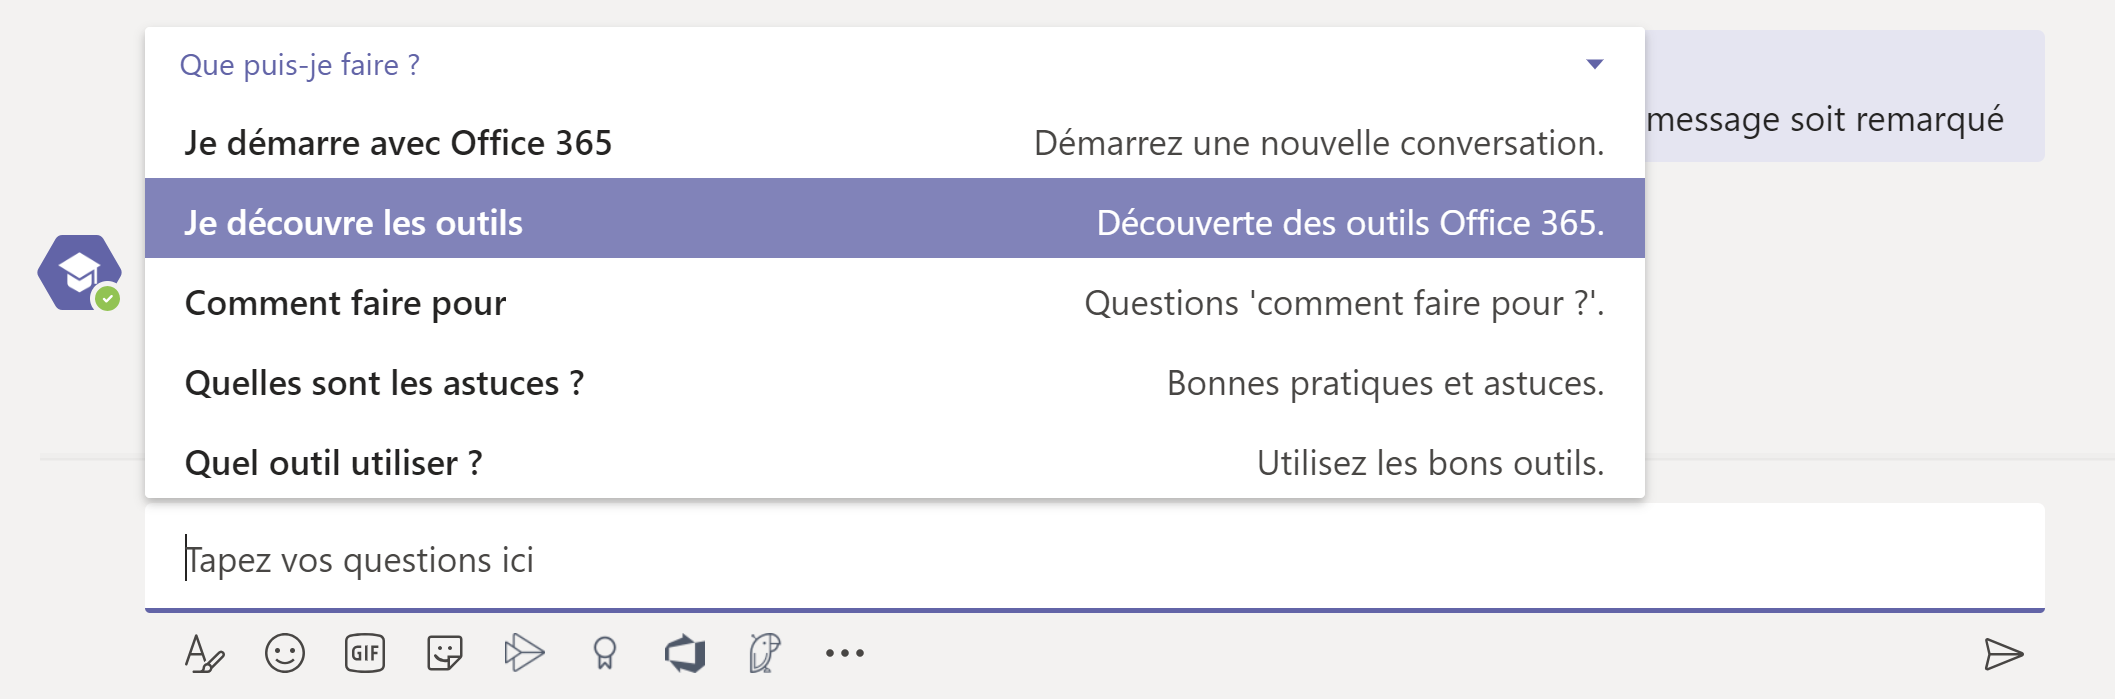 Que puis-je faire ?
message soit remarqué
Je démarre avec Office 365 Démarrez une nouvelle conversation.
Je découvre les outils Découverte des outils Office 365.
Comment faire pour Questions 'comment faire pour ?'.
Quelles sont les astuces ? Bonnes pratiques et astuces.
Quel outil utiliser ? Utilisez les bons outils.
Tapez vos questions ici
GIF